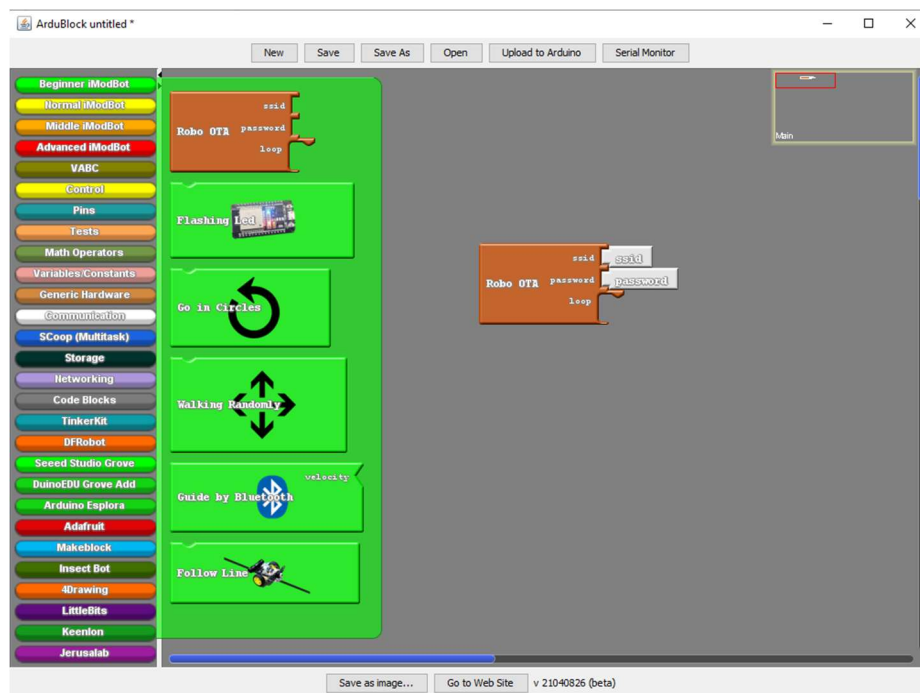 ArduBlock untitled *
New Save Save As Open Upload to Arduino Serial Monitor
Beginner iModBot
Normal iModBot
Middle iModBot
Advanced iModBot
VABC
Control
Pins
Tests
Math Operators
Variables/Constants
Generic Hardware
Communication
SCoop (Multitask)
Storage
Networking
Code Blocks
TinkerKit
DFRobot
Seeed Studio Grove
DuinoEDU Grove Add
Arduino Esplora
Adafruit
Makeblock
Insect Bot
4Drawing
LittleBits
Keenlon
Jerusalab
ssid
Robo OTA password
loop
Flashing Led
Go in Circles
Walking Randomly
velocity
Guide by Bluetooth
Follow Line
ssid ssid
Robo OTA password password
loop
Main
Save as image... Go to Web Site v 21040826 (beta)